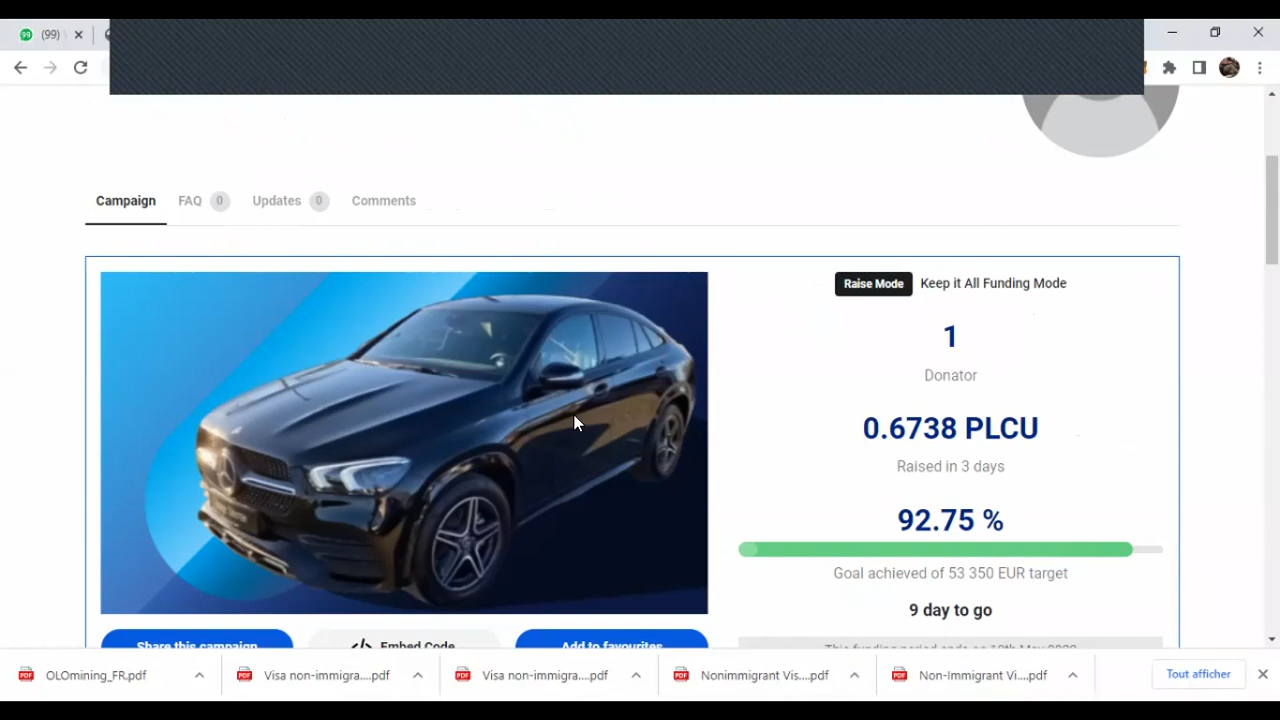 99 (99)
Campaign FAQ 0 Updates 0 Comments
Raise Mode Keep it All Funding Mode
1
Donator
0.6738 PLCU
Raised in 3 days
92.75 %
Goal achieved of 53 350 EUR target
9 day to go
Share this campaign </> Embed Code Add to favourites
OLOmining_FR.pdf Visa non-immigra....pdf Visa non-immigra....pdf Nonimmigrant Vis....pdf Non-Immigrant Vi....pdf Tout afficher